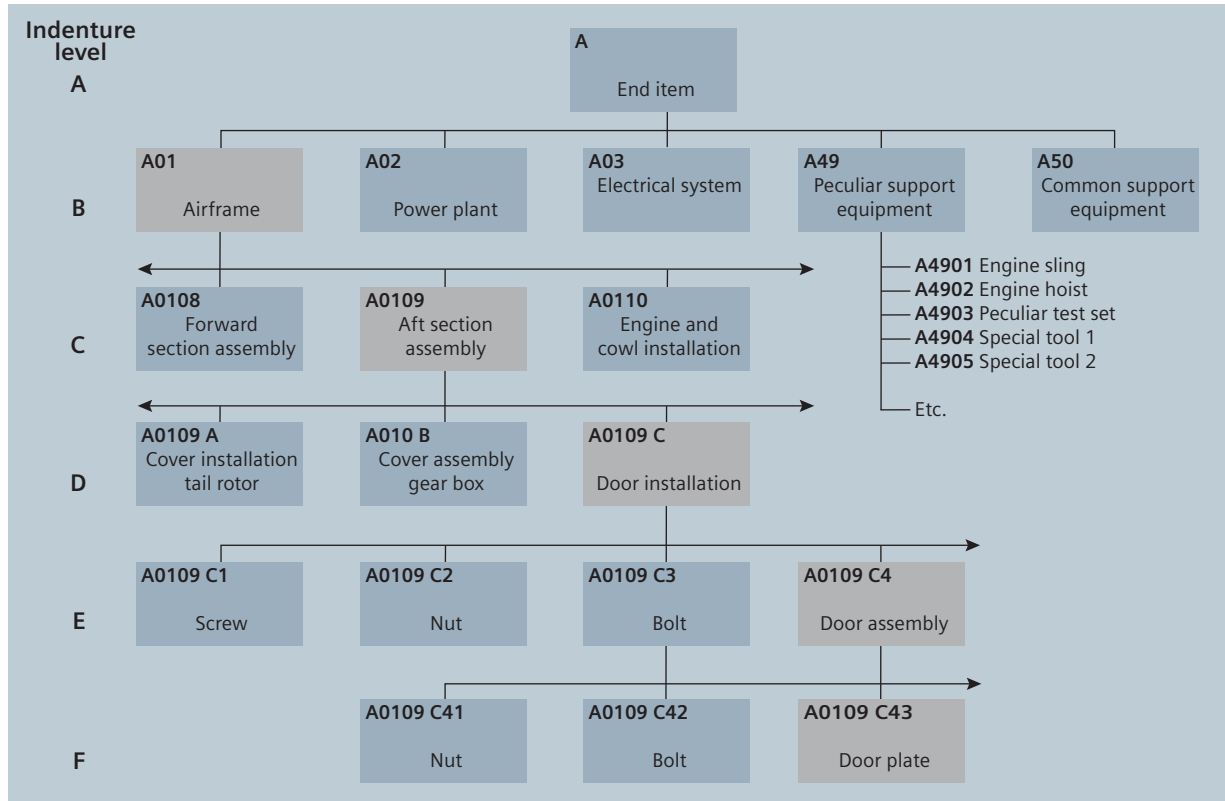 Indenture
level
A
A
End item
B
A01
Airframe
A02
Power plant
A03
Electrical system
A49
Peculiar support
equipment
A50
Common support
equipment
A4901 Engine sling
A4902 Engine hoist
A4903 Peculiar test set
A4904 Special tool 1
A4905 Special tool 2
Etc.
C
A0108
Forward
section assembly
A0109
Aft section
assembly
A0110
Engine and
cowl installation
D
A0109 A
Cover installation
tail rotor
A010 B
Cover assembly
gear box
A0109 C
Door installation
E
A0109 C1
Screw
A0109 C2
Nut
A0109 C3
Bolt
A0109 C4
Door assembly
F
A0109 C41
Nut
A0109 C42
Bolt
A0109 C43
Door plate